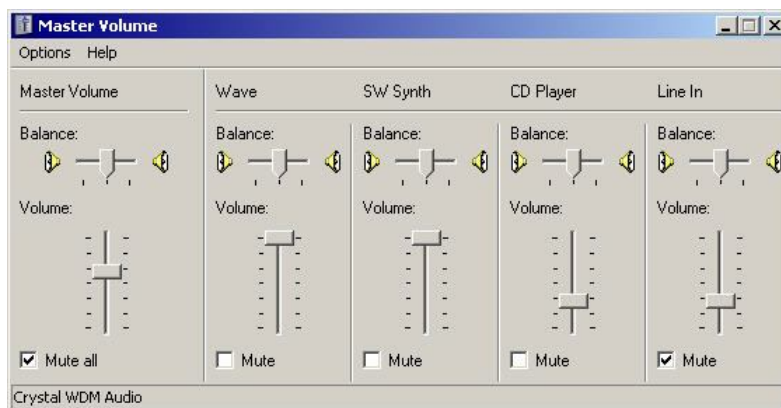 Master Volume
Options Help
Master Volume Wave SW Synth CD Player Line In
Balance: Balance: Balance: Balance: Balance:
Volume: Volume: Volume: Volume: Volume:
Mute all Mute Mute Mute Mute
Crystal WDM Audio